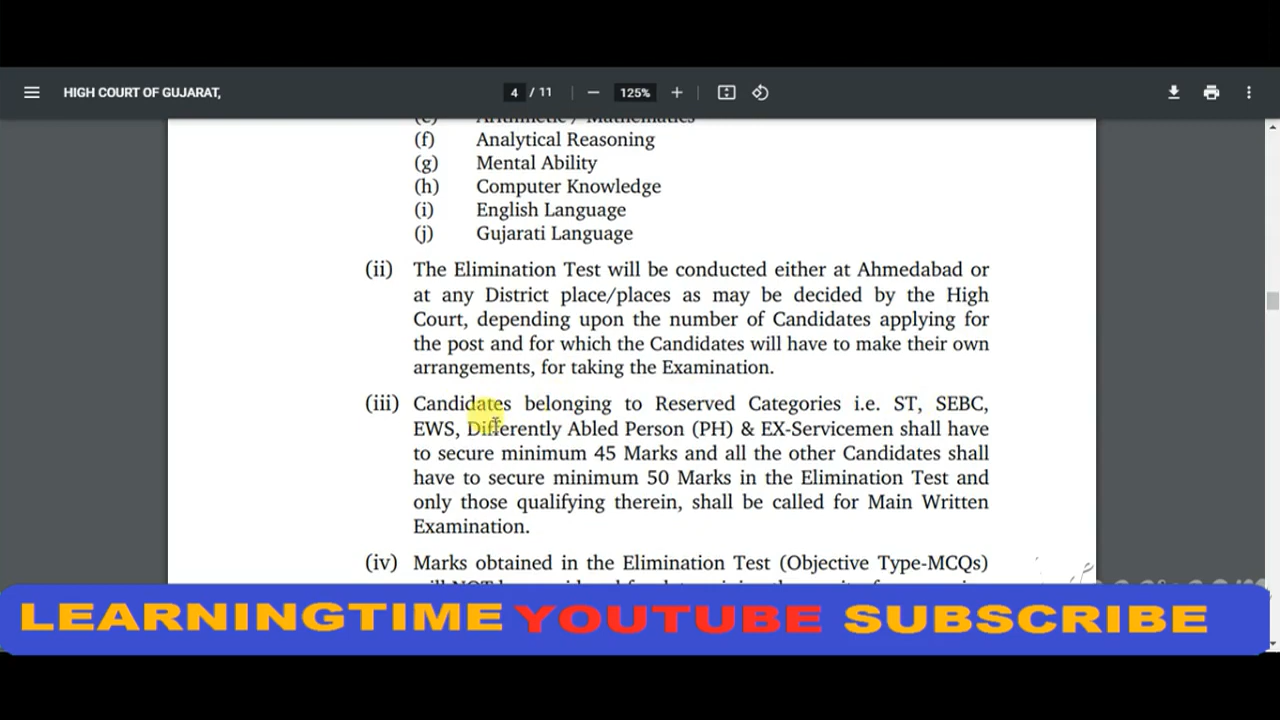 HIGH COURT OF GUJARAT,
4 / 11
125%
(e) Arithmetic / Mathematics
(f) Analytical Reasoning
(g) Mental Ability
(h) Computer Knowledge
(i) English Language
(j) Gujarati Language
(ii) The Elimination Test will be conducted either at Ahmedabad or
at any District place/places as may be decided by the High
Court, depending upon the number of Candidates applying for
the post and for which the Candidates will have to make their own
arrangements, for taking the Examination.
(iii) Candidates belonging to Reserved Categories i.e. ST, SEBC,
EWS, Differently Abled Person (PH) & EX-Servicemen shall have
to secure minimum 45 Marks and all the other Candidates shall
have to secure minimum 50 Marks in the Elimination Test and
only those qualifying therein, shall be called for Main Written
Examination.
(iv) Marks obtained in the Elimination Test (Objective Type-MCQs)
LEARNINGTIME YOUTUBE SUBSCRIBE